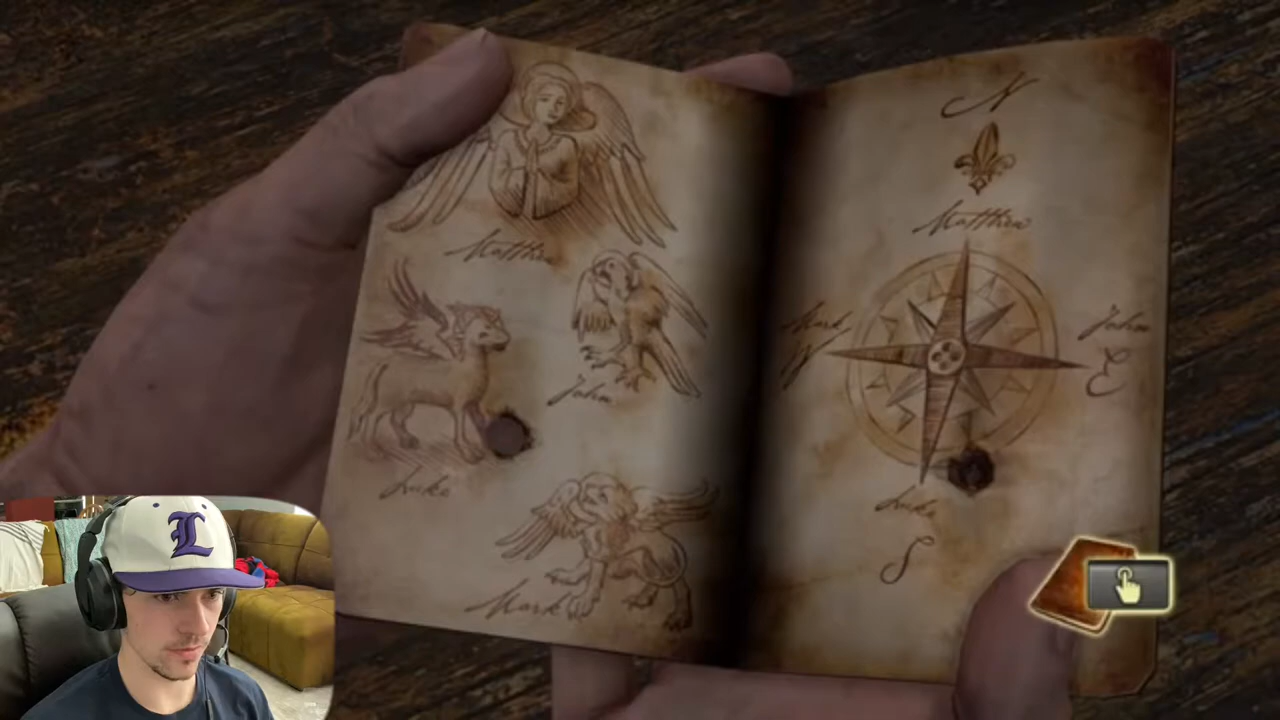 Matthew
John
Luke
Mark
N
Matthew
Mark
W
John
E
Luke
S
L